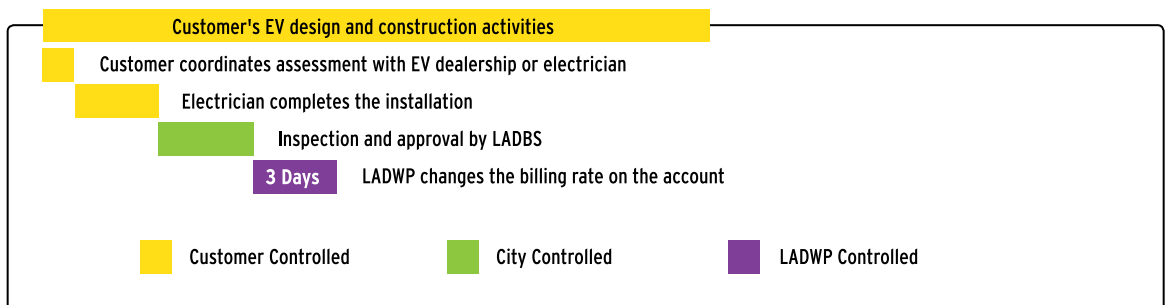 Customer's EV design and construction activities
Customer coordinates assessment with EV dealership or electrician
Electrician completes the installation
Inspection and approval by LADBS
3 Days LADWP changes the billing rate on the account
Customer Controlled City Controlled LADWP Controlled